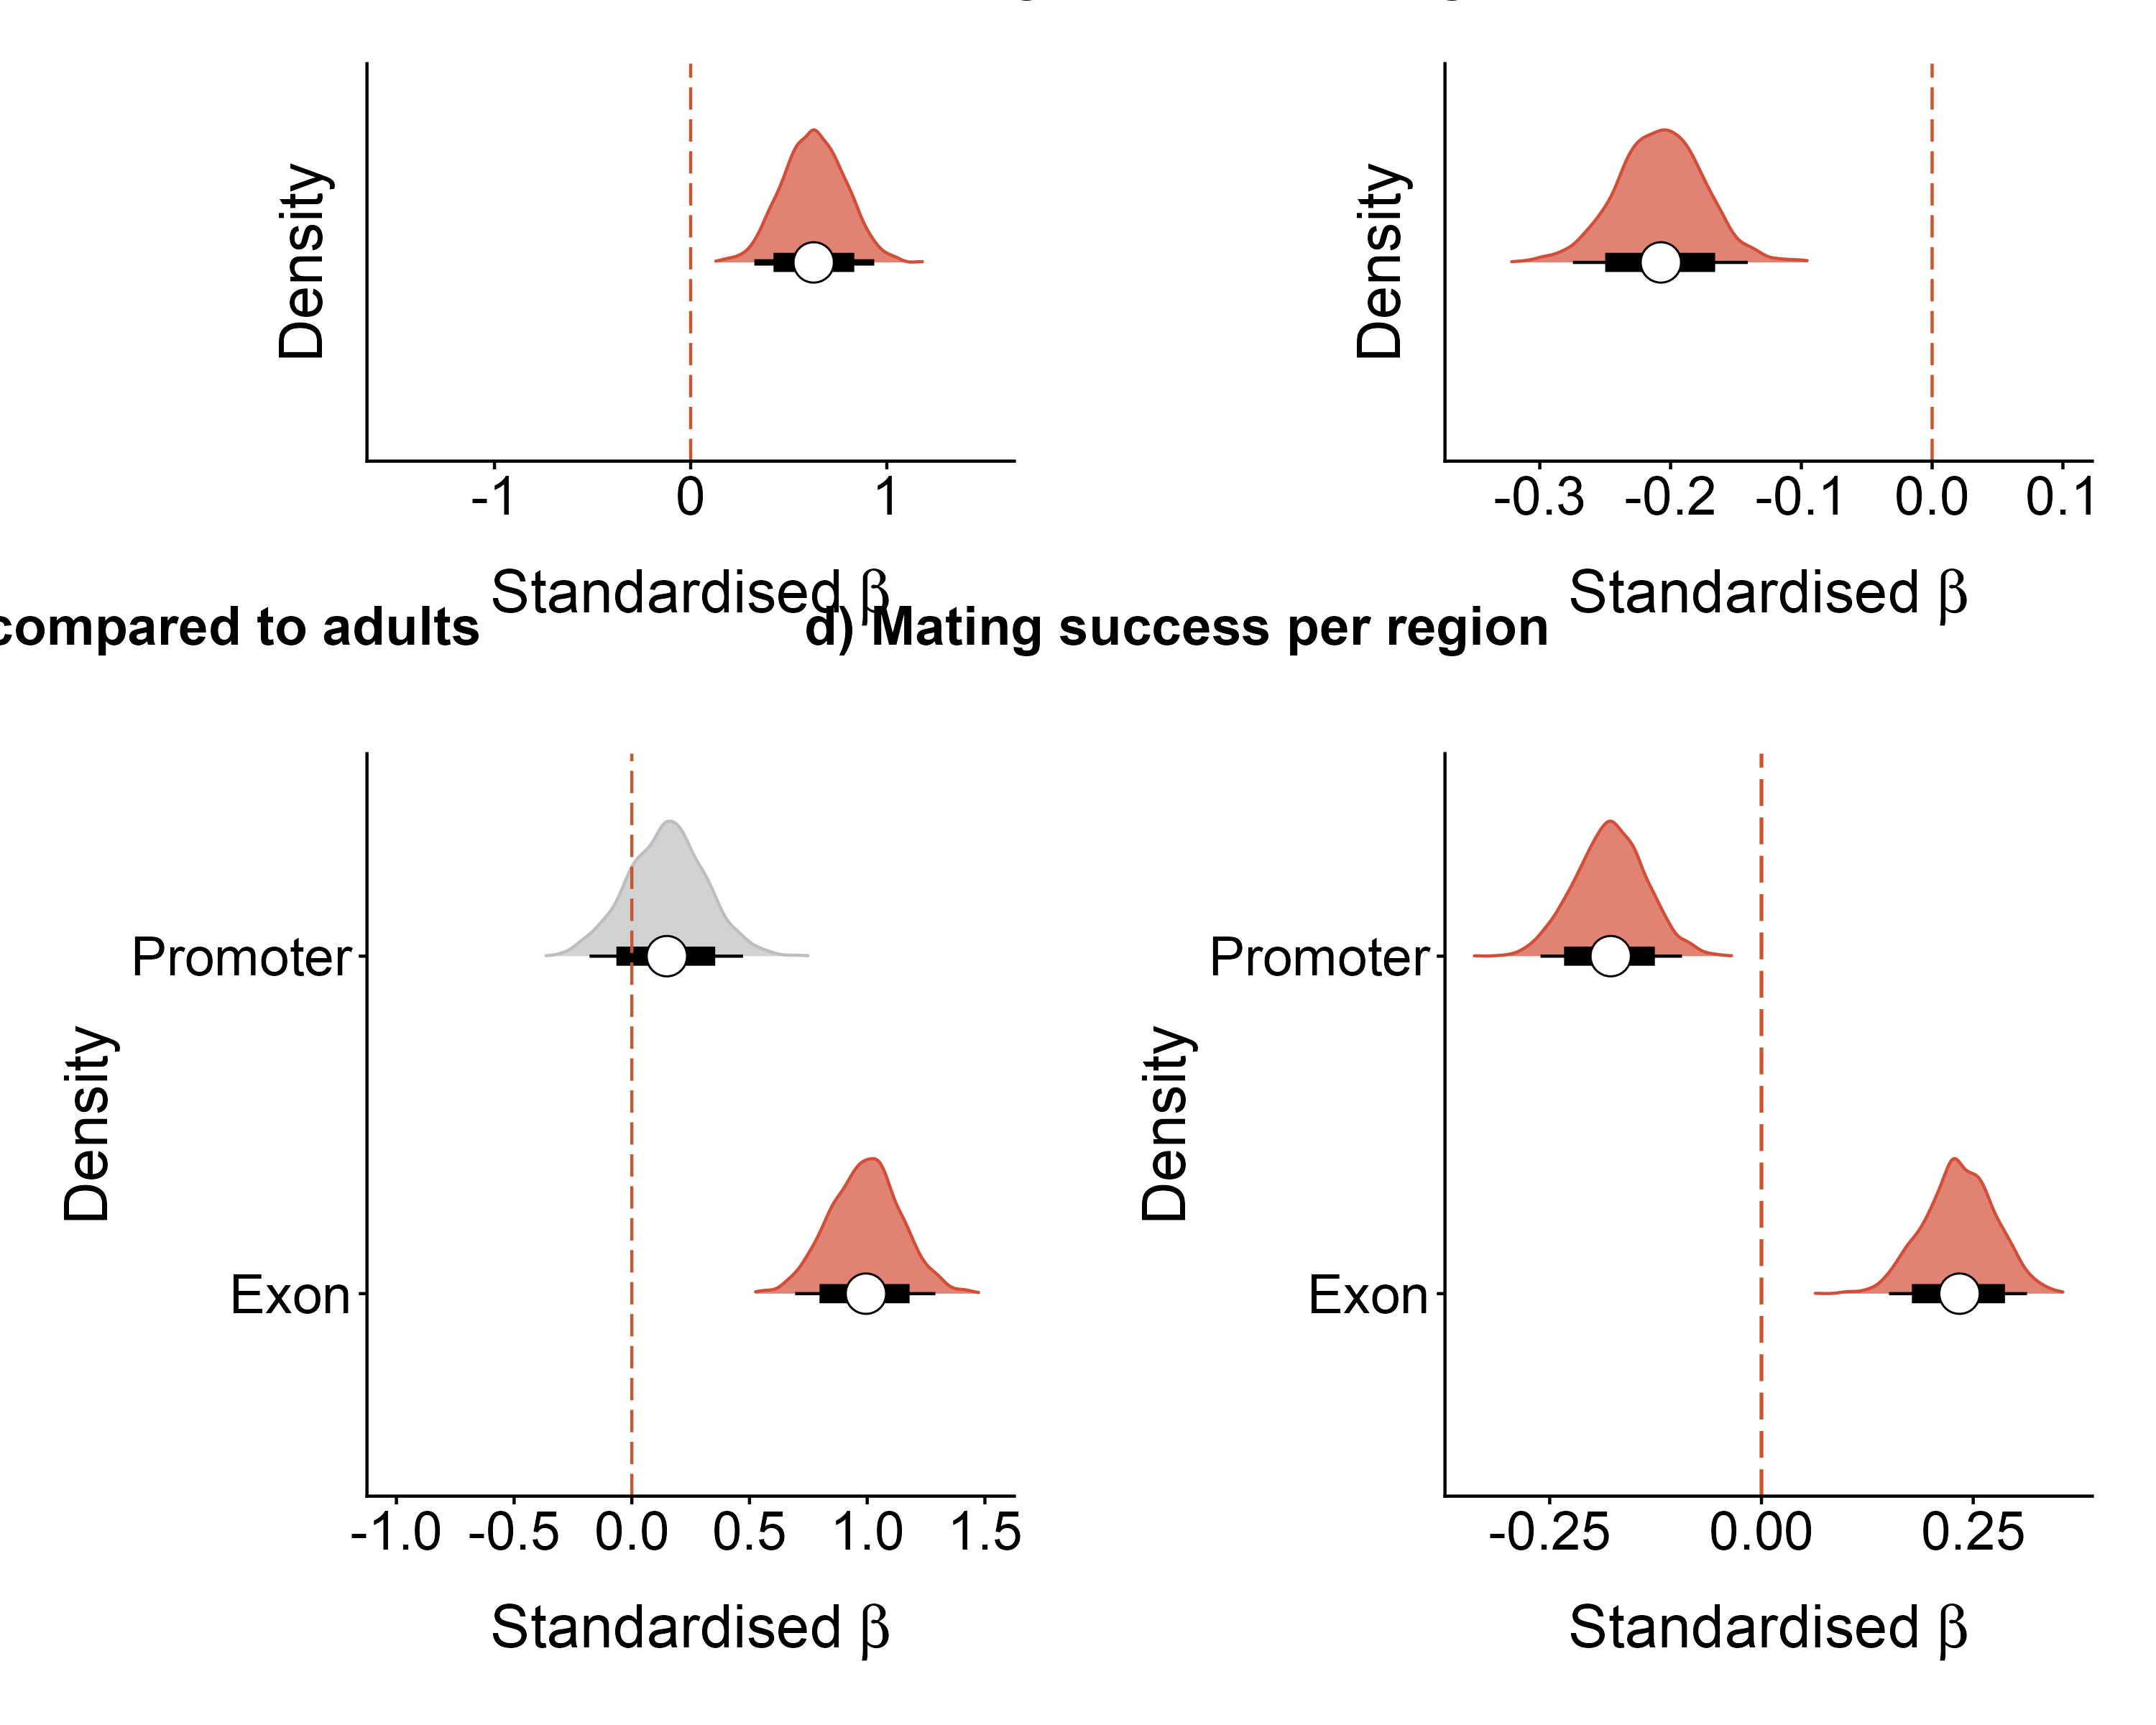 Density
Density
-1 0 1
-0.3 -0.2 -0.1 0.0 0.1
Standardised β
Standardised β
compared to adults
d) Mating success per region
Promoter
Exon
Density
-1.0 -0.5 0.0 0.5 1.0 1.5
Standardised β
Promoter
Exon
Density
-0.25 0.00 0.25
Standardised β